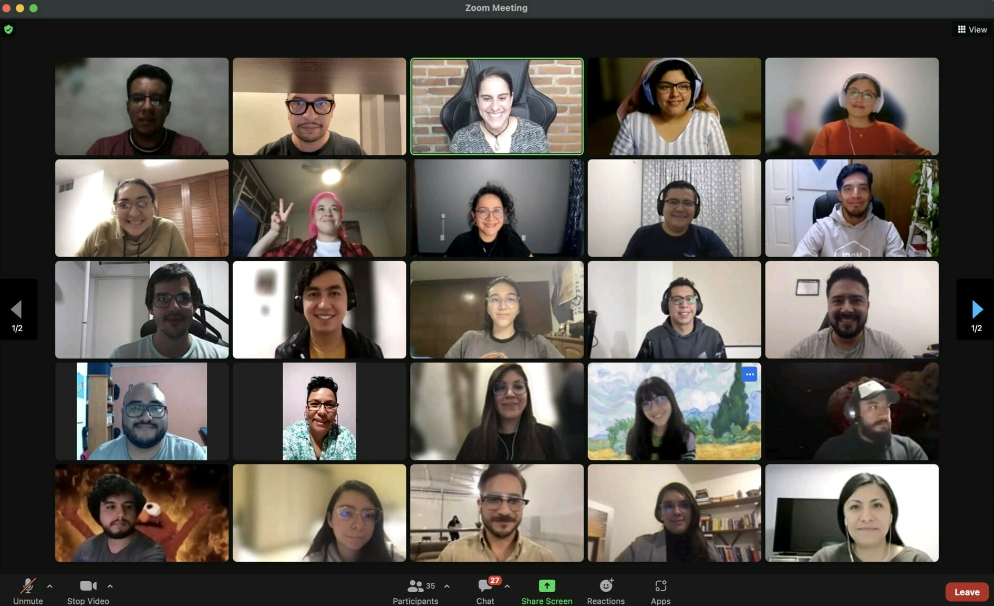 Zoom Meeting
View
1/2
1/2
35
27
Unmute
Stop Video
Participants
Chat
Share Screen
Reactions
Apps
Leave